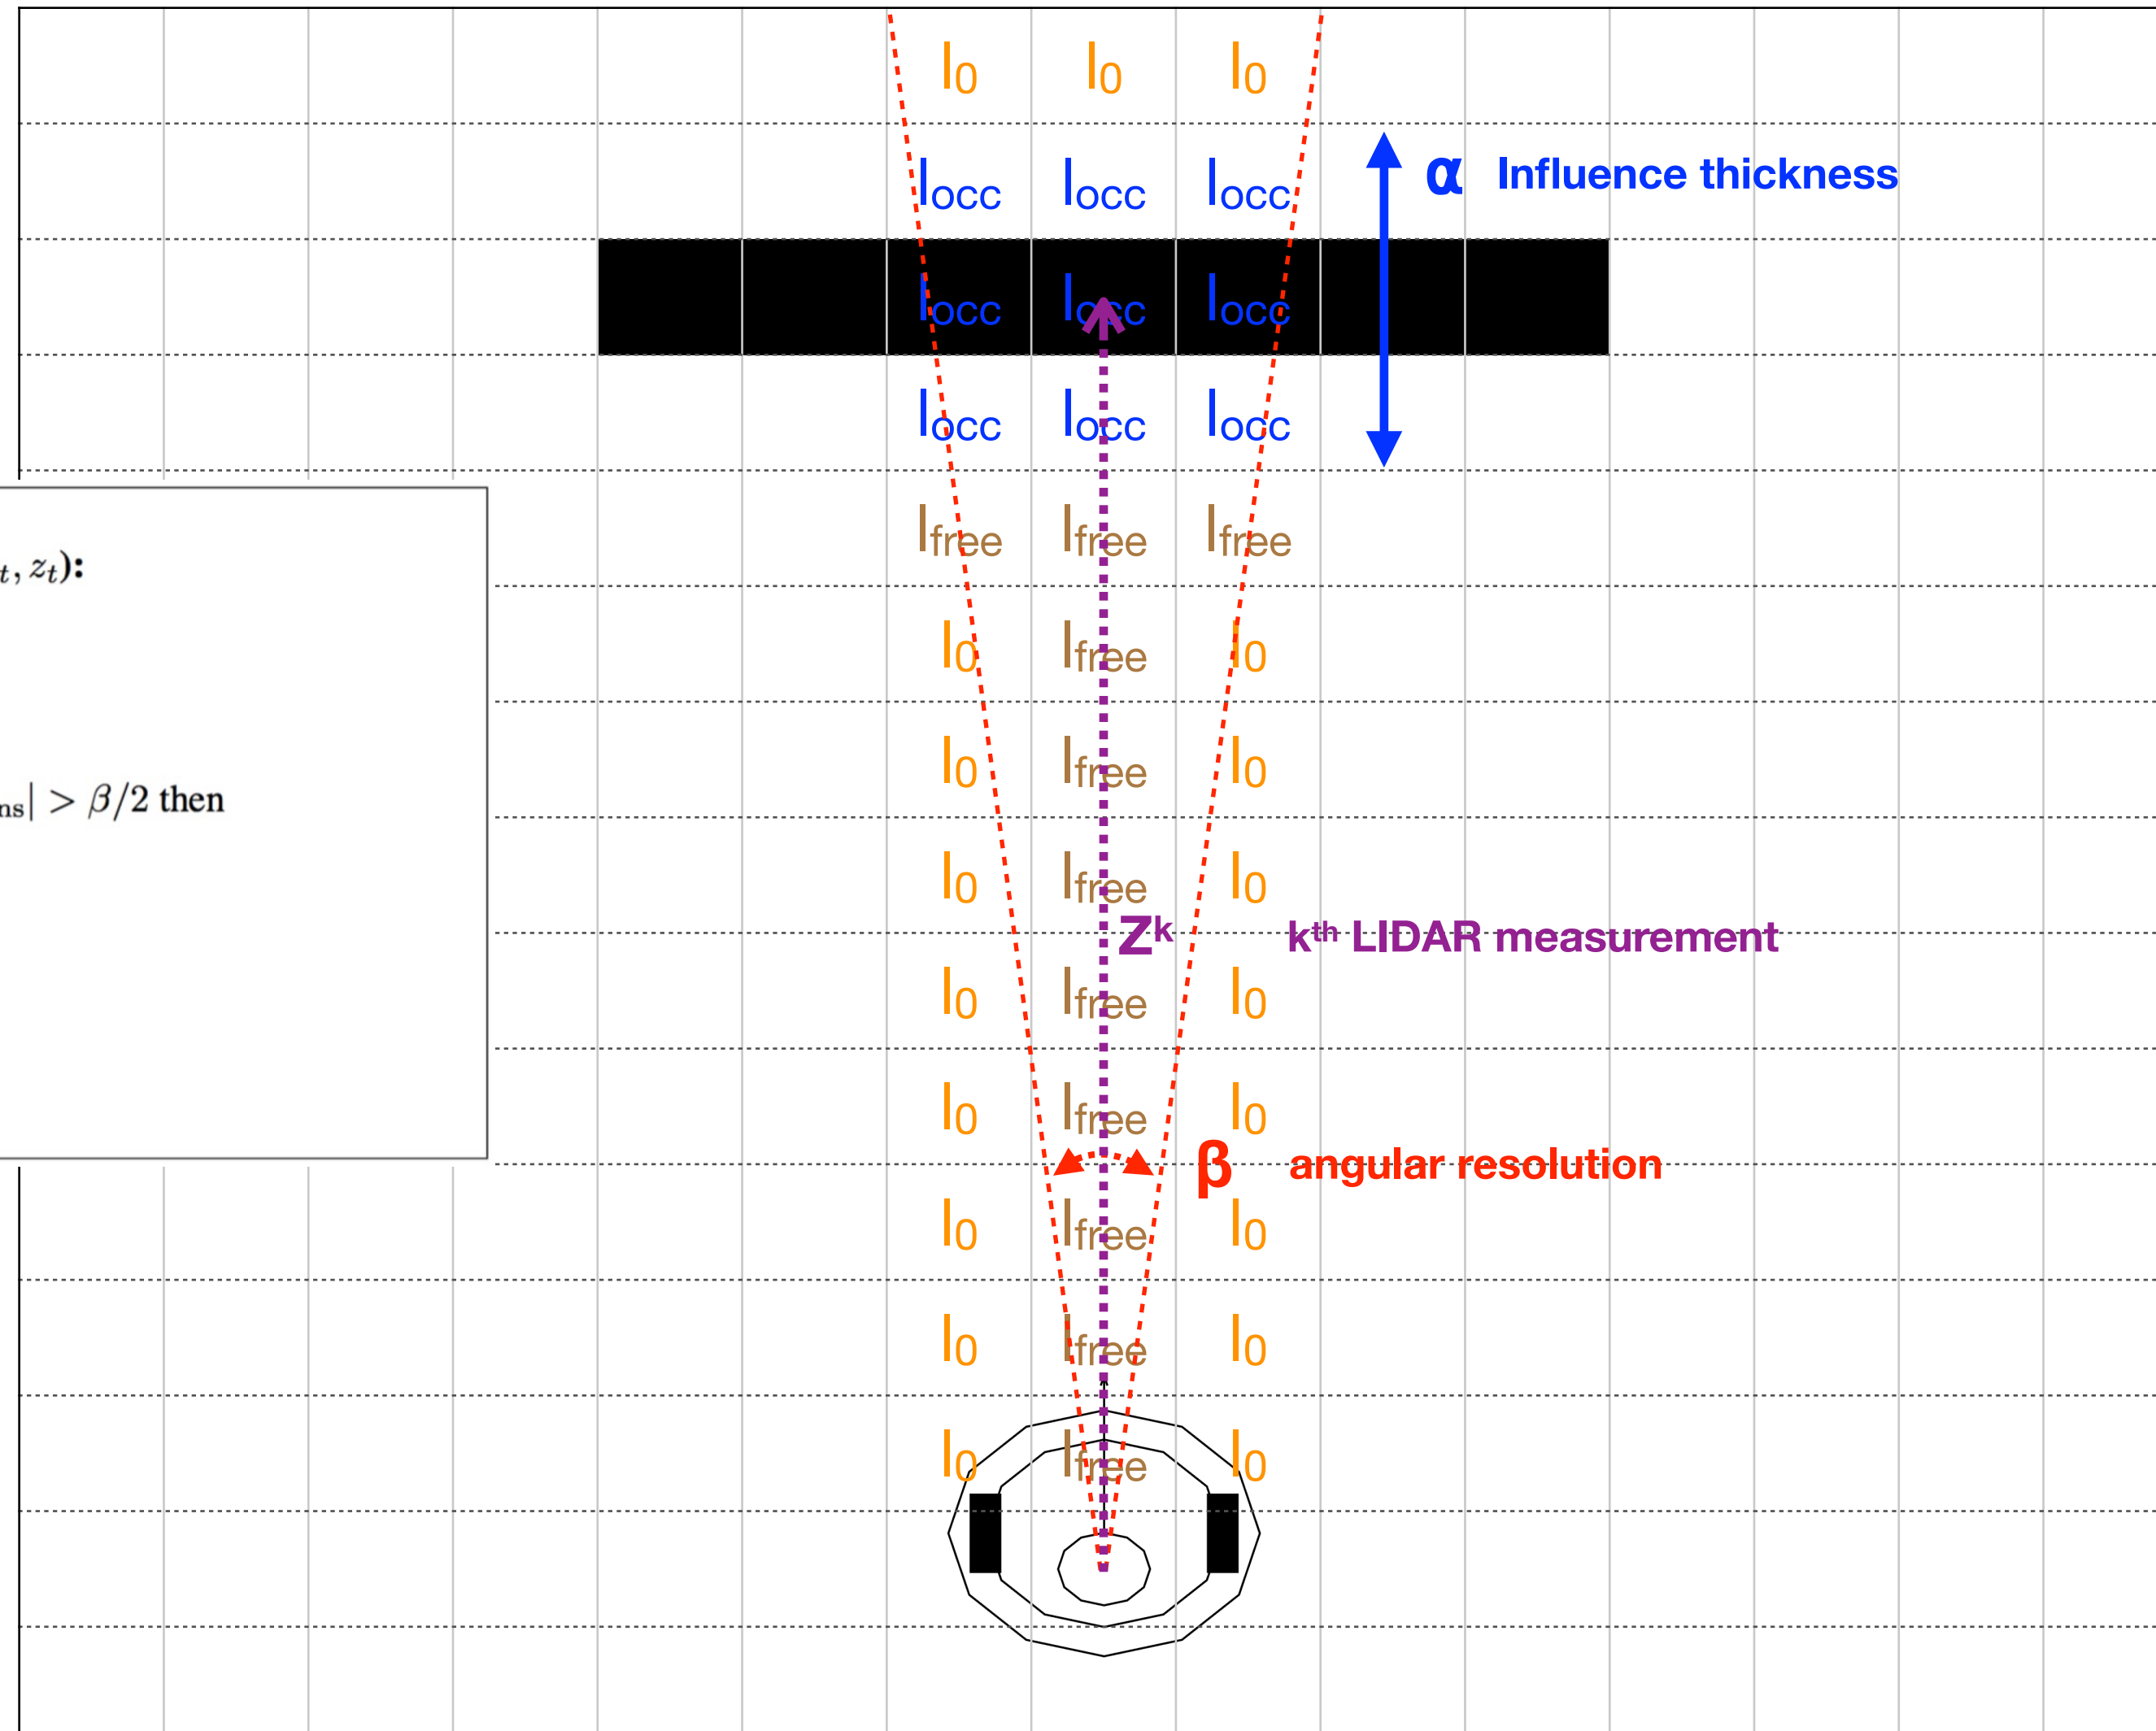 l0 l0 l0
locc locc locc α Influence thickness
locc locc locc
locc locc locc
lfree lfree lfree
t, zt):
l0 lfree l0
l0 lfree l0
ns| > β/2 then
l0 lfree l0
Zk kth LIDAR measurement
l0 lfree l0
l0 lfree l0
β angular resolution
l0 lfree l0
l0 lfree l0
l0 lfree l0